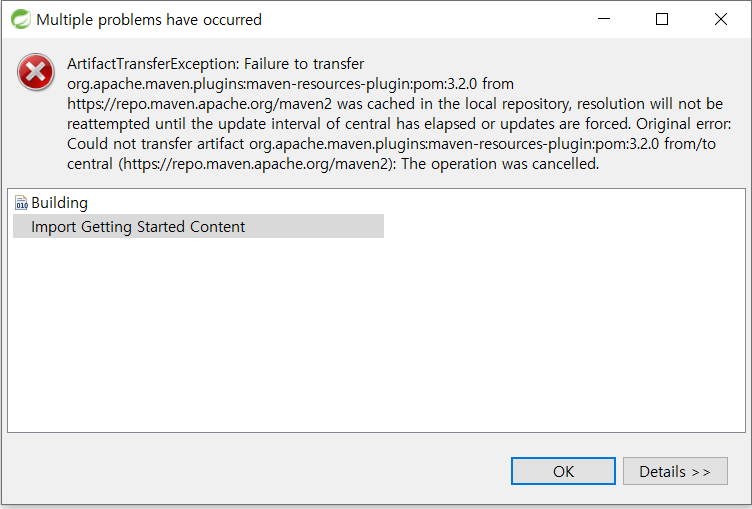 Multiple problems have occurred
ArtifactTransferException: Failure to transfer
org.apache.maven.plugins:maven-resources-plugin:pom:3.2.0 from
https://repo.maven.apache.org/maven2 was cached in the local repository, resolution will not be
reattempted until the update interval of central has elapsed or updates are forced. Original error:
Could not transfer artifact org.apache.maven.plugins:maven-resources-plugin:pom:3.2.0 from/to
central (https://repo.maven.apache.org/maven2): The operation was cancelled.
010 Building
Import Getting Started Content
OK
Details >>